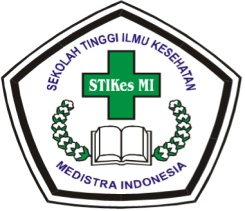 SEKOLAH TINGGI ILMU KESEHATAN
STIKes MI
MEDISTRA INDONESIA